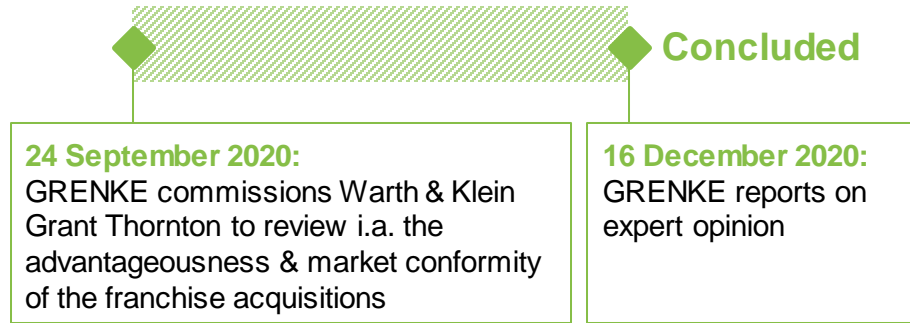 Concluded
24 September 2020:
GRENKE commissions Warth & Klein
Grant Thornton to review i.a. the
advantageousness & market conformity
of the franchise acquisitions
16 December 2020:
GRENKE reports on
expert opinion